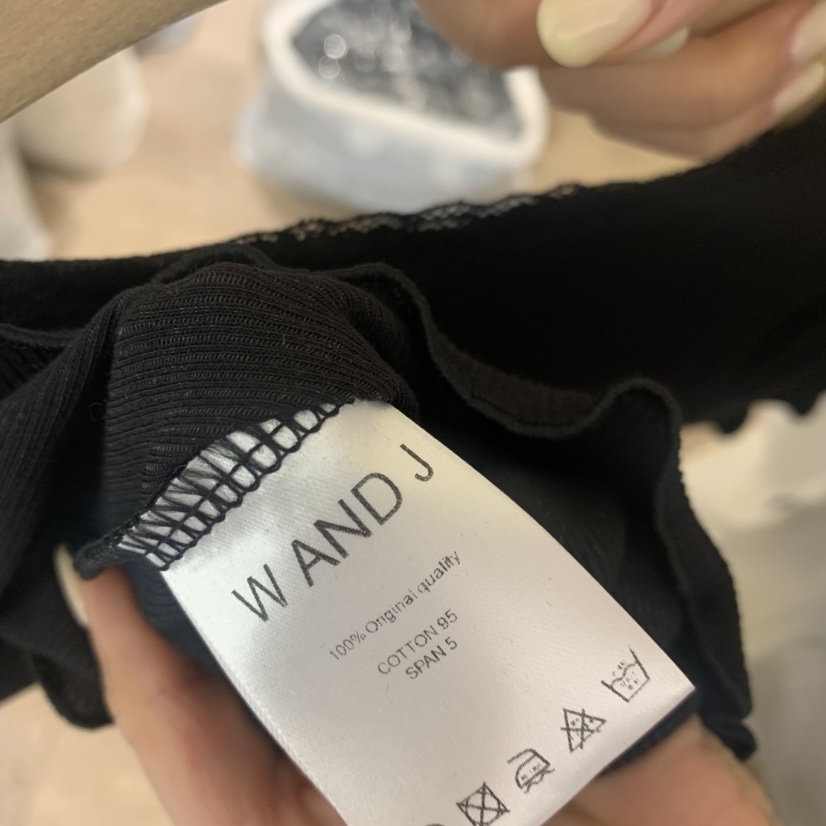 W AND J
100% Original quality
COTTON 95
SPAN 5